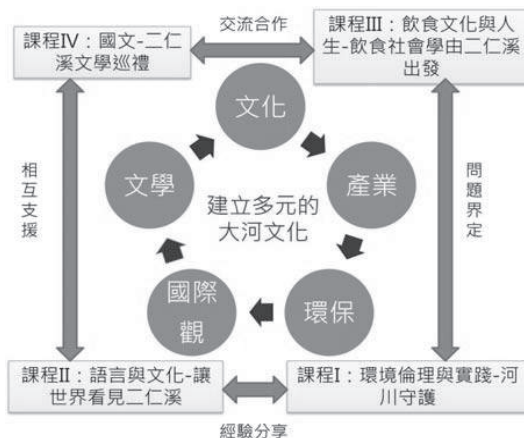 交流合作
課程IV：國文-二仁
溪文學巡禮
課程III：飲食文化與人
生-飲食社會學由二仁溪
出發
文化
文學
產業
相互支援
建立多元的
大河文化
問題界定
國際
觀
環保
課程II：語言與文化-讓
世界看見二仁溪
課程I：環境倫理與實踐-河
川守護
經驗分享